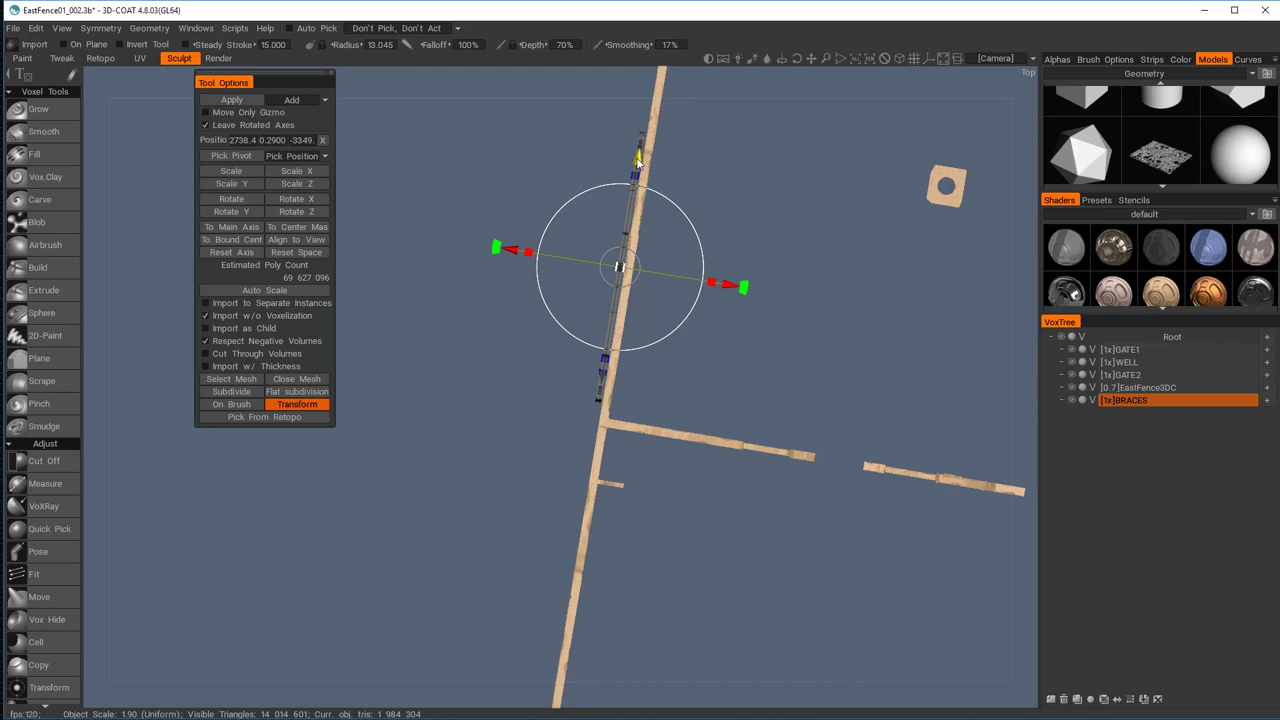 EastFence01_002.3b* - 3D-COAT 4.8.03(GL64)
File Edit View Symmetry Geometry Windows Scripts Help Auto Pick Don't Pick, Don't Act
Import On Plane Invert Tool Steady Stroke 15.000 Radius 13.045 Falloff 100% Depth 70% Smoothing 17%
Paint Tweak Retopo UV Sculpt Render [Camera] Alphas Brush Options Strips Color Models Curves
Top
Geometry
Voxel Tools
Grow
Smooth
Fill
Vox.Clay
Carve
Blob
Airbrush
Build
Extrude
Sphere
2D-Paint
Plane
Scrape
Pinch
Smudge
Adjust
Cut Off
Measure
VoXRay
Quick Pick
Pose
Fit
Move
Vox Hide
Cell
Copy
Transform
Tool Options
Apply Add
Move Only Gizmo
Leave Rotated Axes
Positio 2738.4 0.2900 -3349. X
Pick Pivot Pick Position
Scale Scale X
Scale Y Scale Z
Rotate Rotate X
Rotate Y Rotate Z
To Main Axis To Center Mas
To Bound Cent Align to View
Reset Axis Reset Space
Estimated Poly Count
69 627 096
Auto Scale
Import to Separate Instances
Import w/o Voxelization
Import as Child
Respect Negative Volumes
Cut Through Volumes
Import w/ Thickness
Select Mesh Close Mesh
Subdivide Flat subdivision
On Brush Transform
Pick From Retopo
Shaders Presets Stencils
default
VoxTree
V Root
V [1x]GATE1 +
V [1x]WELL +
V [1x]GATE2 +
V [0.7]EastFence3DC +
V [1x]BRACES +
fps:120; Object Scale: 1.90 (Uniform); Visible Triangles: 14 014 601; Curr. obj. tris: 1 984 304